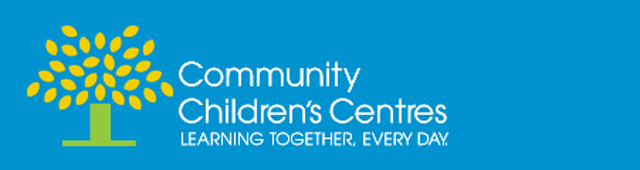 Community
Children's Centres
LEARNING TOGETHER, EVERY DAY.